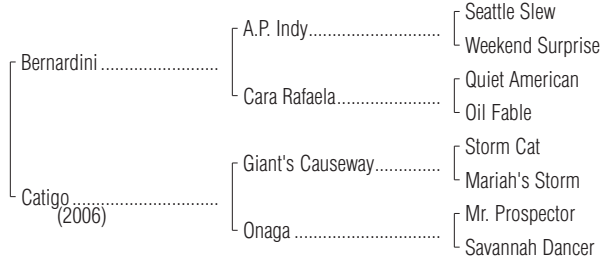 Seattle Slew
A.P. Indy
Weekend Surprise
Bernardini
Quiet American
Cara Rafaela
Oil Fable
Storm Cat
Giant's Causeway
Mariah's Storm
Catigo
(2006)
Mr. Prospector
Onaga
Savannah Dancer